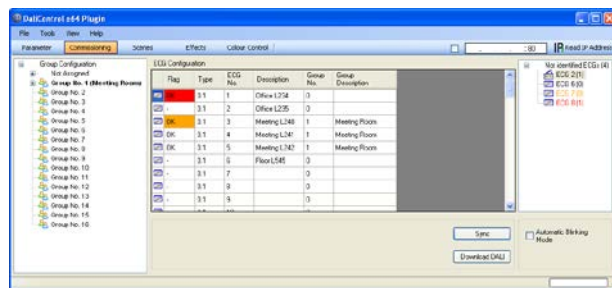 DaliControl e64 Plugin
File Tools View Help
Parameter Commissioning Scenes Effects Colour Control : 80 IP Read IP Address
Group Configuration
Not Assigned
Group No. 1 (Meeting Room)
Group No. 2
Group No. 3
Group No. 4
Group No. 5
Group No. 6
Group No. 7
Group No. 8
Group No. 9
Group No. 10
Group No. 11
Group No. 12
Group No. 13
Group No. 14
Group No. 15
Group No. 16
ECG Configuration
Flag Type ECG No. Description Group No. Group Description
3.1 1 Office L234 0
- 3.1 2 Office L235 0
OK 3.1 3 Meeting L240 1 Meeting Room
OK 3.1 4 Meeting L241 1 Meeting Room
OK 3.1 5 Meeting L242 1 Meeting Room
- 3.1 6 Floor L545 0
- 3.1 7 0
- 3.1 8 0
- 3.1 9 0
Not identified ECGs (4)
ECG 2(1)
ECG 6(0)
ECG 7(0)
ECG 8(1)
Sync
Download DALI
Automatic Blinking
Mode